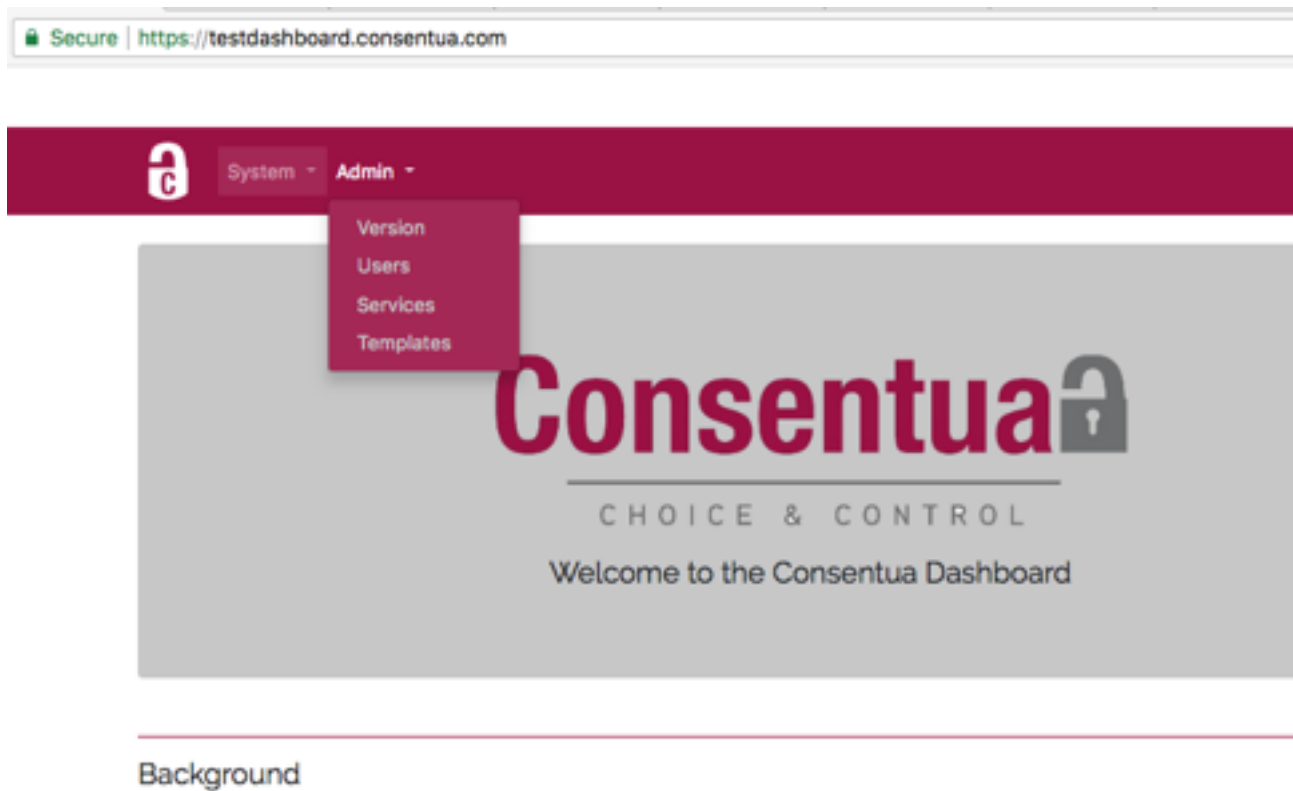 Secure | https://testdashboard.consentua.com
C System Admin
Version
Users
Services
Templates
Consentua
CHOICE & CONTROL
Welcome to the Consentua Dashboard
Background